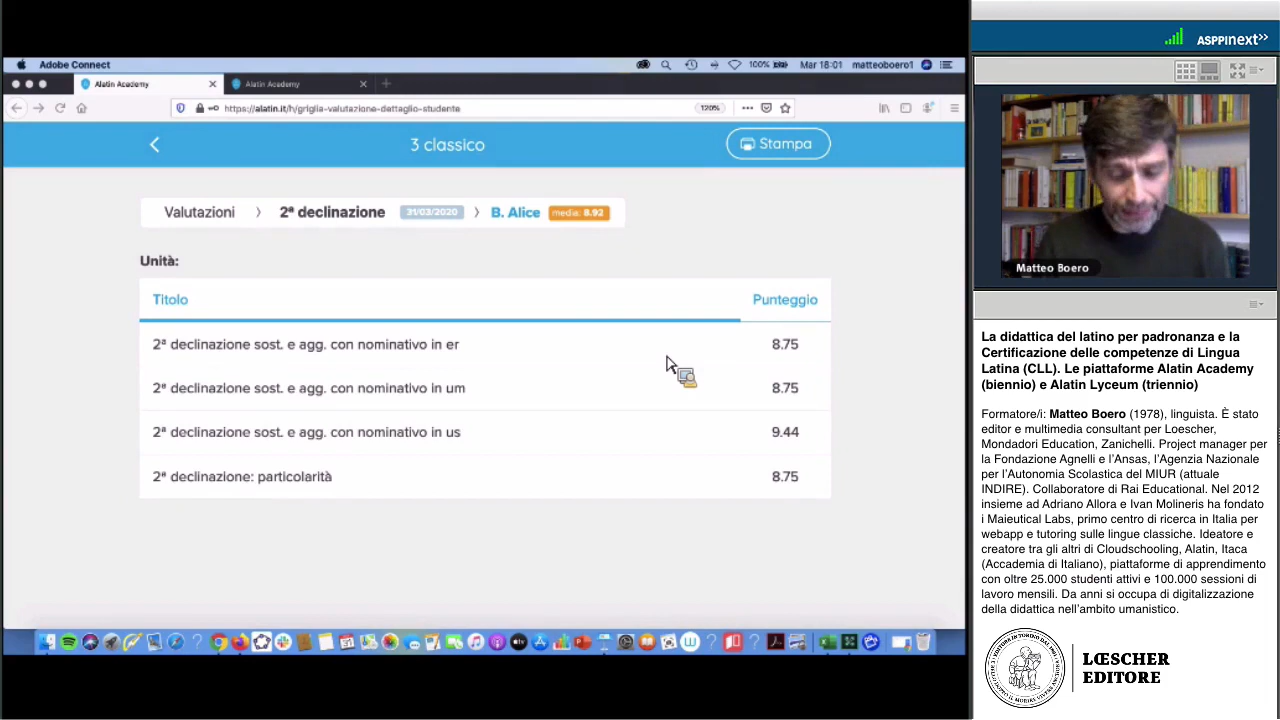 Adobe Connect
100%
Mar 18:01
matteoboero1
Alatin Academy
Alatin Academy
https://alatin.it/h/griglia-valutazione-dettaglio-studente
120%
3 classico
Stampa
Valutazioni
2ª declinazione
31/03/2020
B. Alice
media: 8.92
Unità:
Titolo
Punteggio
2ª declinazione sost. e agg. con nominativo in er
8.75
2ª declinazione sost. e agg. con nominativo in um
8.75
2ª declinazione sost. e agg. con nominativo in us
9.44
2ª declinazione: particolarità
8.75
ASPPInext>>
Matteo Boero
La didattica del latino per padronanza e la
Certificazione delle competenze di Lingua
Latina (CLL). Le piattaforme Alatin Academy
(biennio) e Alatin Lyceum (triennio)
Formatore/i: Matteo Boero (1978), linguista. È stato
editor e multimedia consultant per Loescher,
Mondadori Education, Zanichelli. Project manager per
la Fondazione Agnelli e l'Ansas, l'Agenzia Nazionale
per l'Autonomia Scolastica del MIUR (attuale
INDIRE). Collaboratore di Rai Educational. Nel 2012
insieme ad Adriano Allora e Ivan Molineris ha fondato
i Maieutical Labs, primo centro di ricerca in Italia per
webapp e tutoring sulle lingue classiche. Ideatore e
creatore tra gli altri di Cloudschooling, Alatin, Itaca
(Accademia di Italiano), piattaforme di apprendimento
con oltre 25.000 studenti attivi e 100.000 sessioni di
lavoro mensili. Da anni si occupa di digitalizzazione
della didattica nell'ambito umanistico.
LŒSCHER
EDITORE